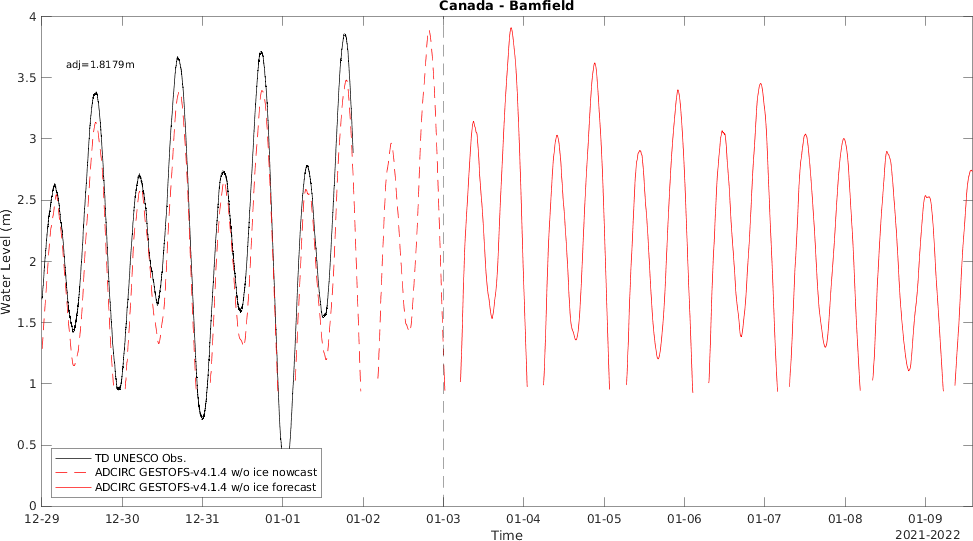 Canada - Bamfield
adj=1.8179m
Water Level (m)
4
3.5
3
2.5
2
1.5
1
0.5
0
TD UNESCO Obs.
ADCIRC GESTOFS-v4.1.4 w/o ice nowcast
ADCIRC GESTOFS-v4.1.4 w/o ice forecast
12-29 12-30 12-31 01-01 01-02 01-03 01-04 01-05 01-06 01-07 01-08 01-09
Time
2021-2022